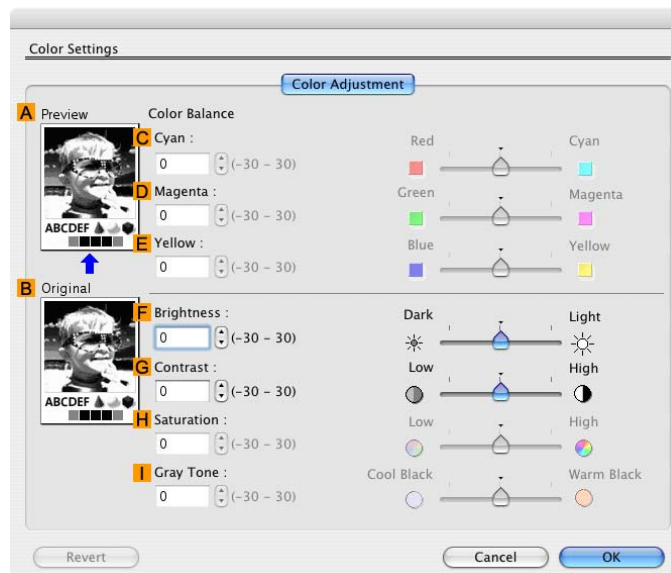 Color Settings
Color Adjustment
A Preview
Color Balance
C Cyan :
0 (-30 – 30)
Red Cyan
D Magenta :
0 (-30 – 30)
Green Magenta
E Yellow :
0 (-30 – 30)
Blue Yellow
ABCDEF
B Original
F Brightness :
0 (-30 – 30)
Dark Light
G Contrast :
0 (-30 – 30)
Low High
ABCDEF
H Saturation :
0 (-30 – 30)
Low High
I Gray Tone :
0 (-30 – 30)
Cool Black Warm Black
Revert Cancel OK